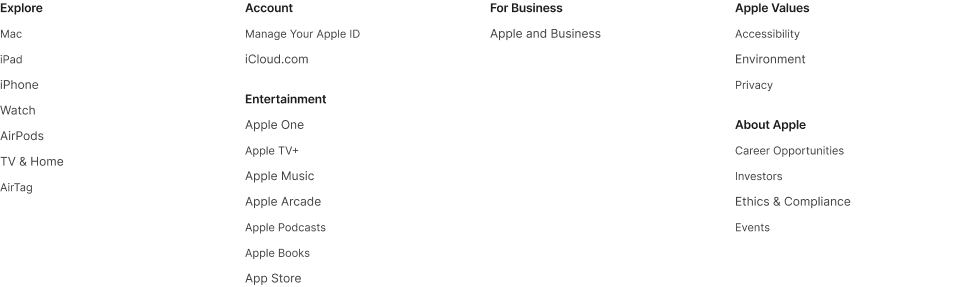 Explore
Mac
iPad
iPhone
Watch
AirPods
TV & Home
AirTag
Account
Manage Your Apple ID
iCloud.com
Entertainment
Apple One
Apple TV+
Apple Music
Apple Arcade
Apple Podcasts
Apple Books
App Store
For Business
Apple and Business
Apple Values
Accessibility
Environment
Privacy
About Apple
Career Opportunities
Investors
Ethics & Compliance
Events